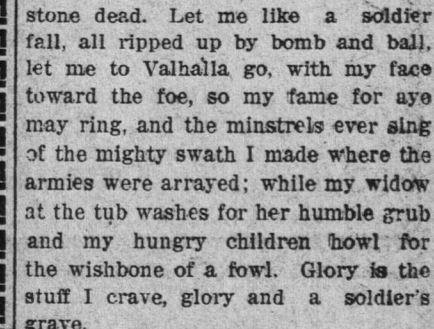 stone dead. Let me like a soldier
fall, all ripped up by bomb and ball,
let me to Valhalla go, with my face
toward the foe, so my fame for aye
may ring, and the minstrels ever sing
of the mighty swath I made where the
armies were arrayed; while my widow
at the tub washes for her humble grub
and my hungry children howl for
the wishbone of a fowl. Glory is the
stuff I crave, glory and a soldier's
grave.